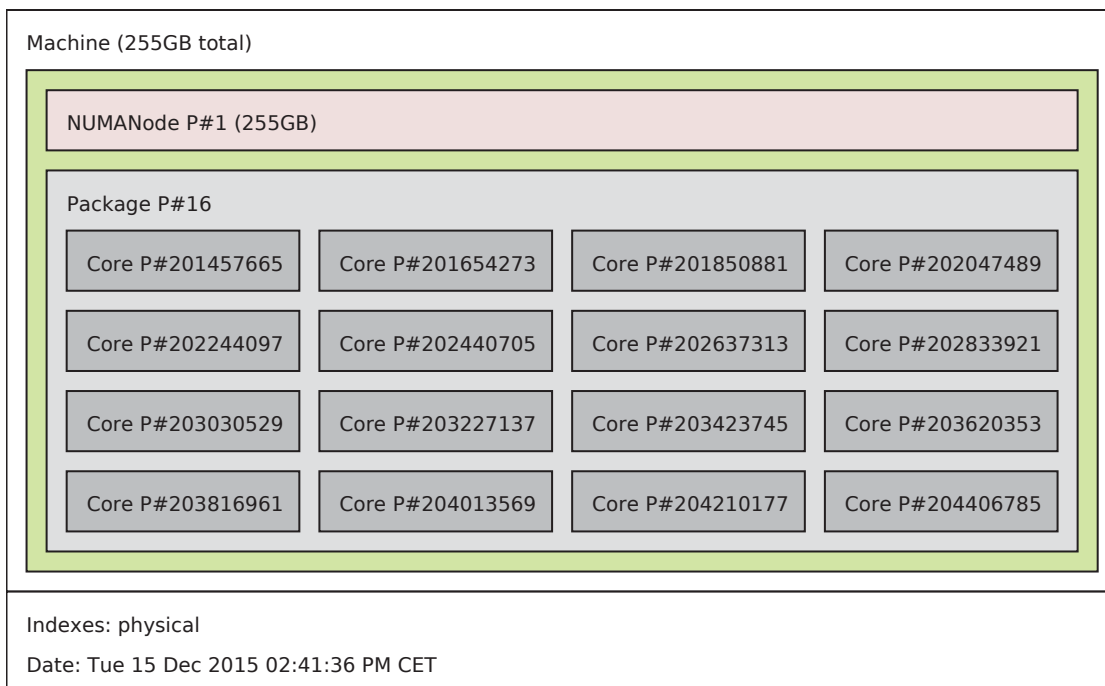 Machine (255GB total)
NUMANode P#1 (255GB)
Package P#16
Core P#201457665 Core P#201654273 Core P#201850881 Core P#202047489
Core P#202244097 Core P#202440705 Core P#202637313 Core P#202833921
Core P#203030529 Core P#203227137 Core P#203423745 Core P#203620353
Core P#203816961 Core P#204013569 Core P#204210177 Core P#204406785
Indexes: physical
Date: Tue 15 Dec 2015 02:41:36 PM CET